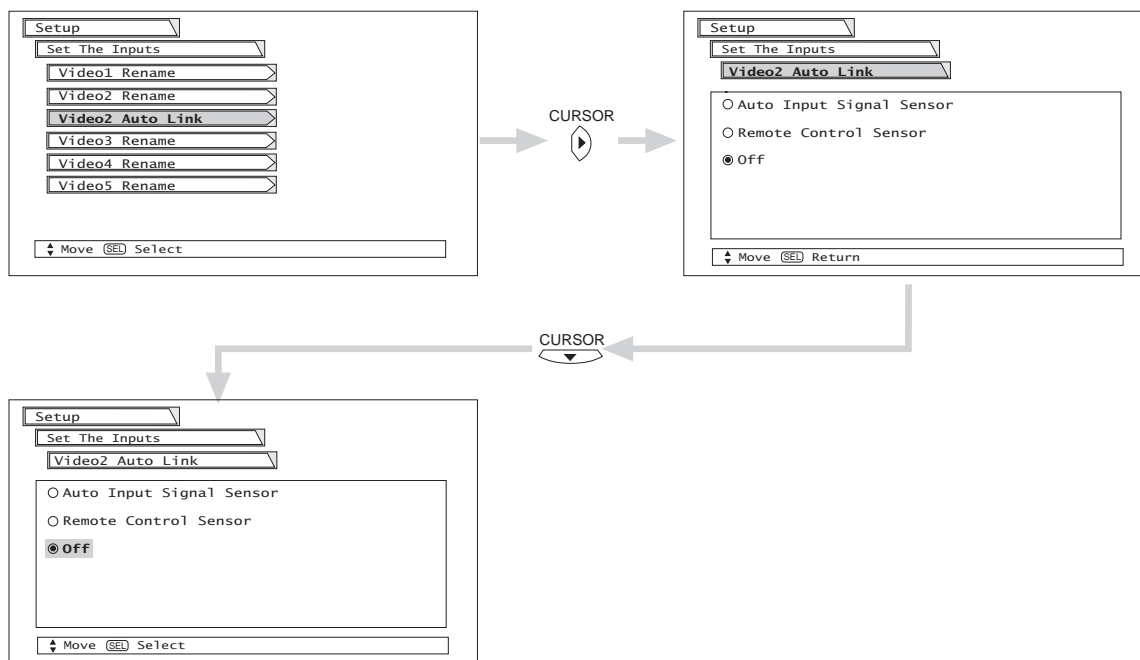 Setup
Set The Inputs
Video1 Rename
Video2 Rename
Video2 Auto Link
Video3 Rename
Video4 Rename
Video5 Rename
Move SEL Select
CURSOR
Setup
Set The Inputs
Video2 Auto Link
Auto Input Signal Sensor
Remote Control Sensor
Off
Move SEL Return
CURSOR
Setup
Set The Inputs
Video2 Auto Link
Auto Input Signal Sensor
Remote Control Sensor
Off
Move SEL Select